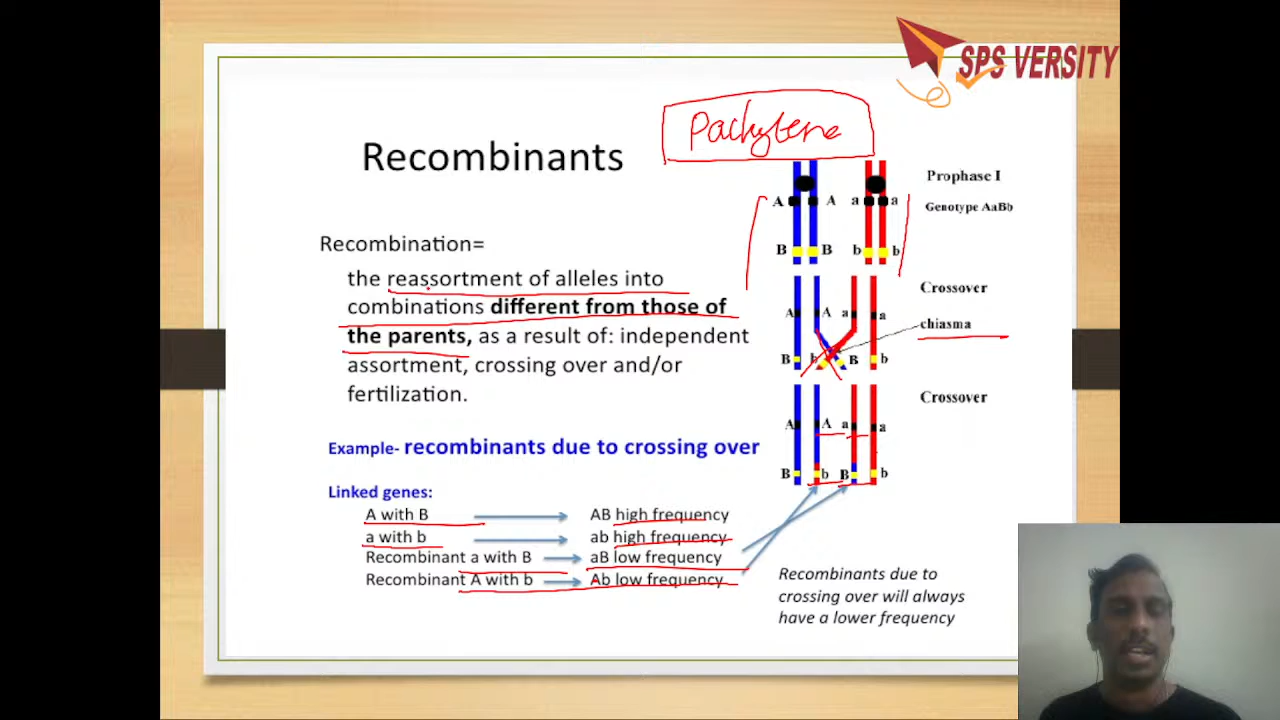 SPS VERSITY
Pachytene
Recombinants
Prophase I
A A a a
Genotype AaBb
Recombination=
B B b b
the reassortment of alleles into
combinations different from those of
the parents, as a result of: independent
assortment, crossing over and/or
fertilization.
Crossover
A A a a
chiasma
B b B b
Crossover
A A a a
B b B b
Example- recombinants due to crossing over
Linked genes:
A with B AB high frequency
a with b ab high frequency
Recombinant a with B aB low frequency
Recombinant A with b Ab low frequency
Recombinants due to
crossing over will always
have a lower frequency